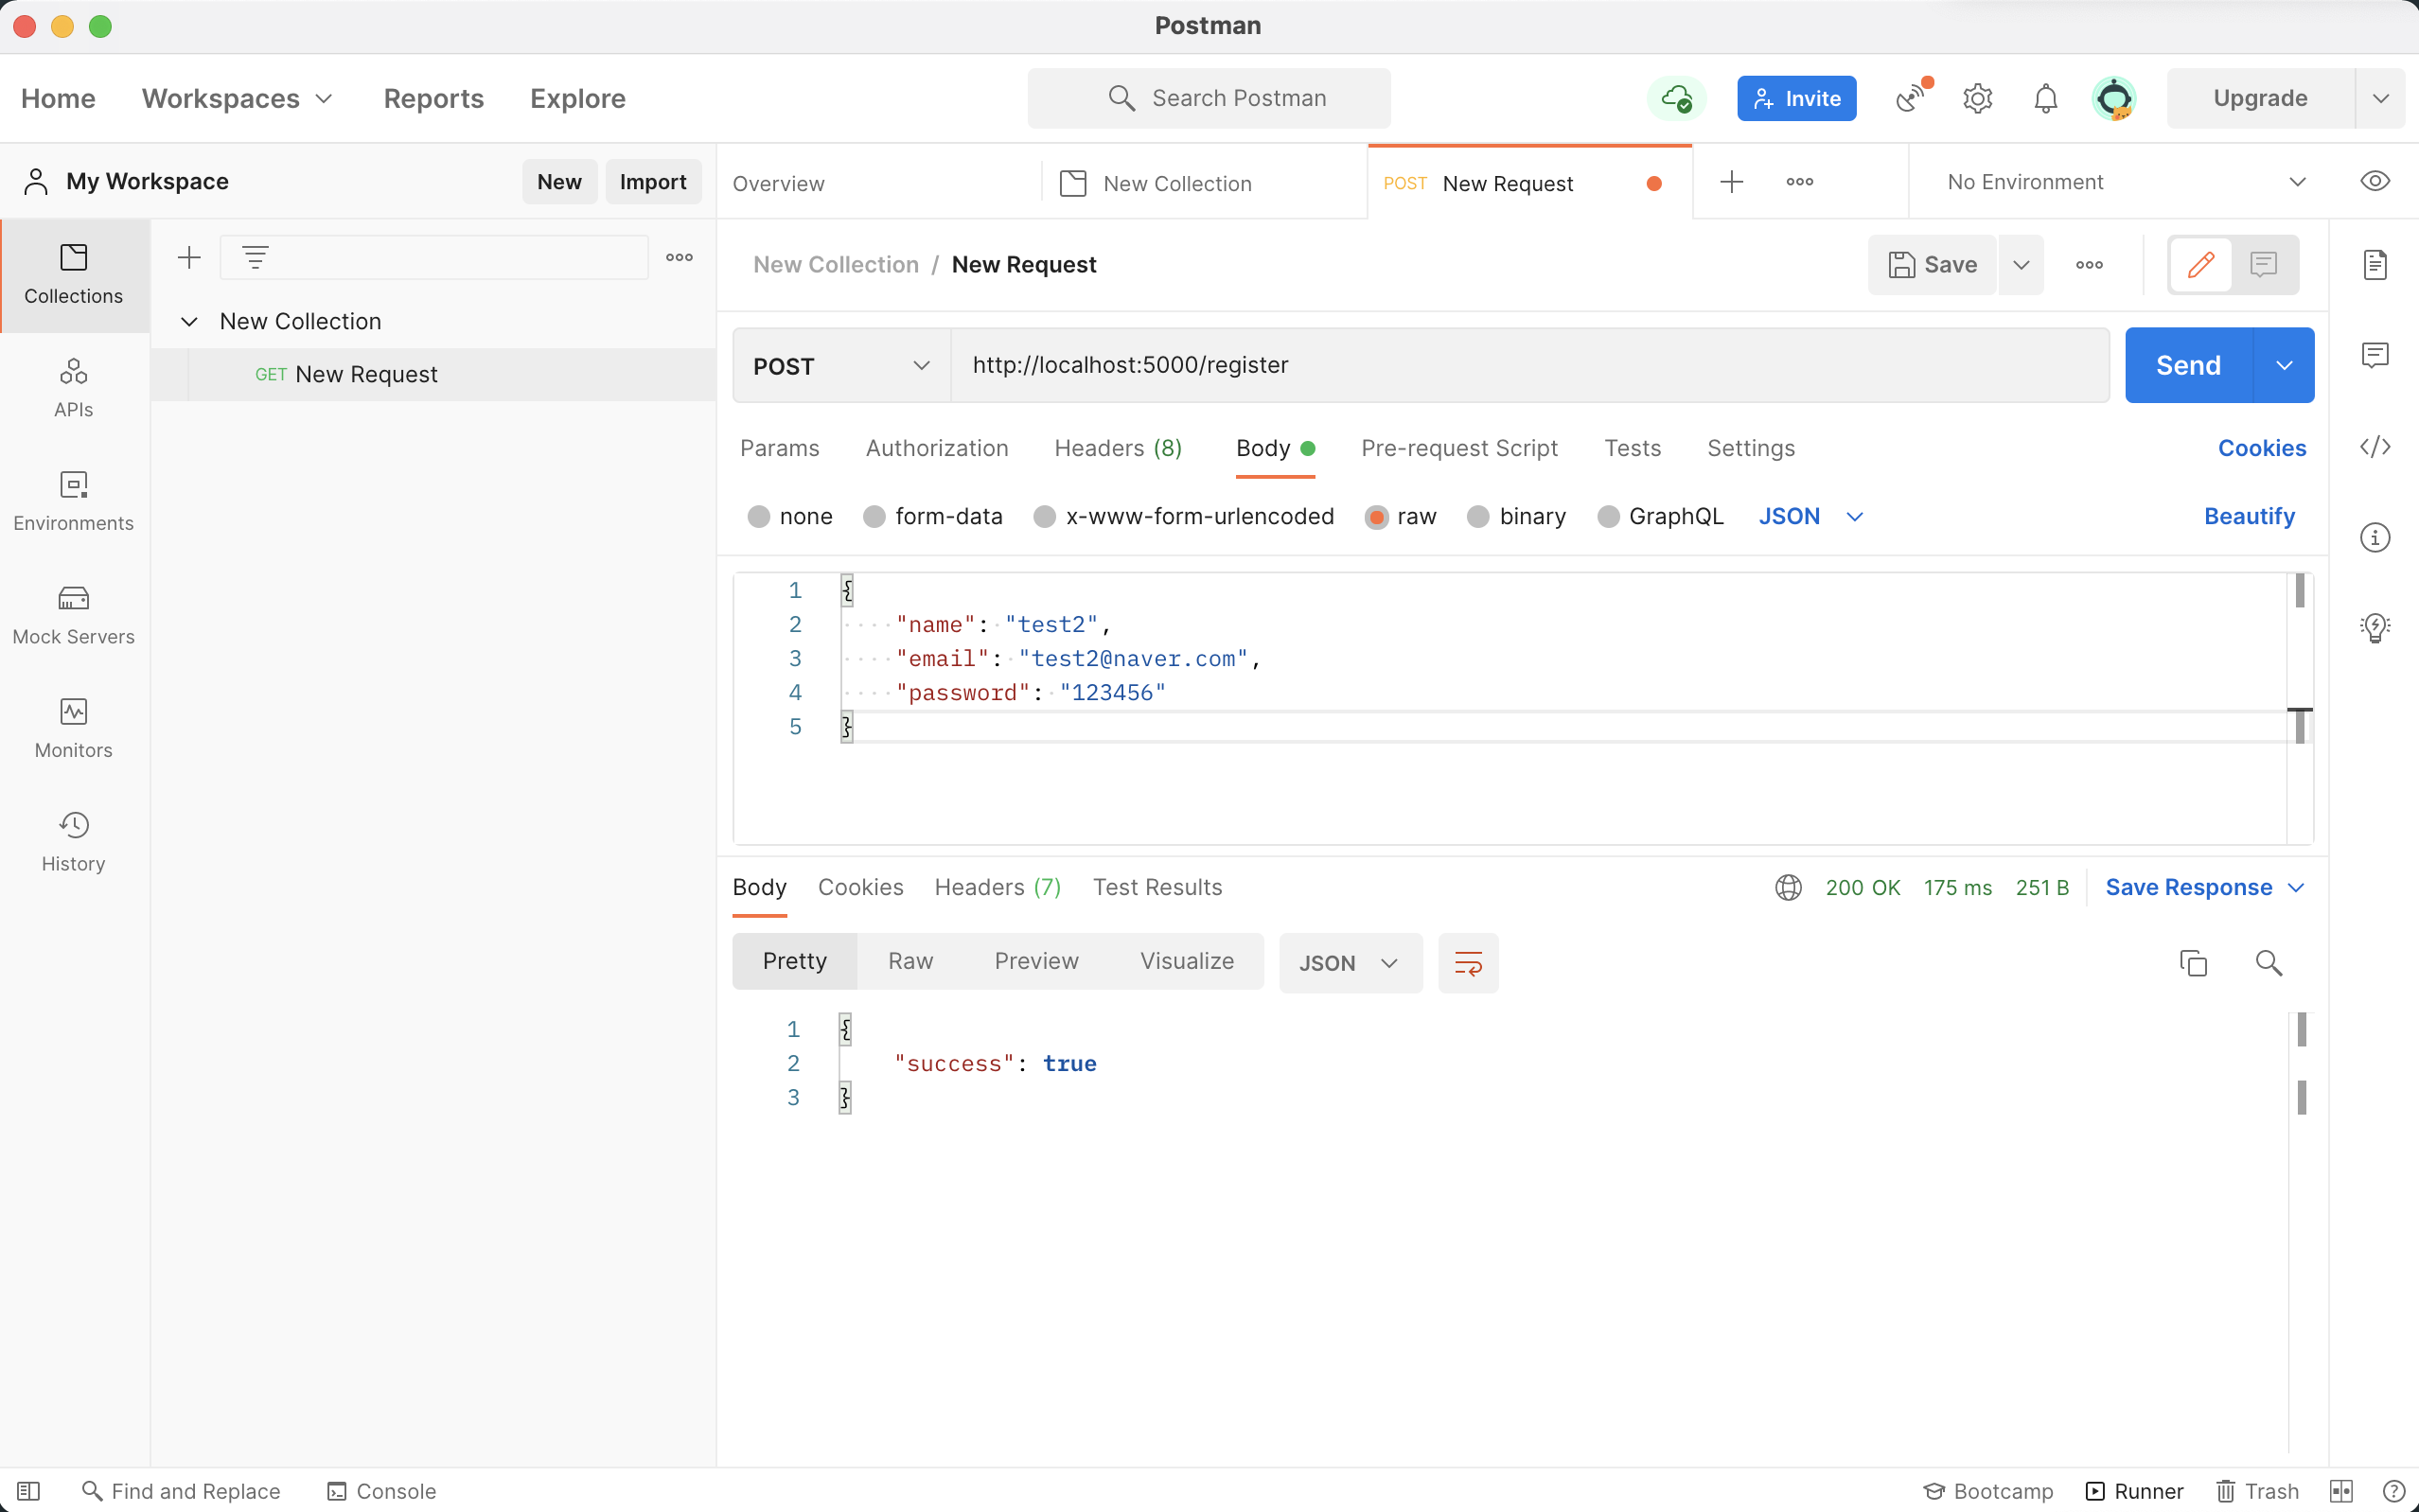 Postman
Home Workspaces Reports Explore Search Postman Invite Upgrade
My Workspace New Import Overview New Collection POST New Request No Environment
Collections
New Collection
GET New Request
APIs
Environments
Mock Servers
Monitors
History
New Collection / New Request Save
POST http://localhost:5000/register Send
Params Authorization Headers (8) Body Pre-request Script Tests Settings Cookies
none form-data x-www-form-urlencoded raw binary GraphQL JSON Beautify
1 {
2 "name": "test2",
3 "email": "test2@naver.com",
4 "password": "123456"
5 }
Body Cookies Headers (7) Test Results 200 OK 175 ms 251 B Save Response
Pretty Raw Preview Visualize JSON
1 {
2 "success": true
3 }
Find and Replace Console Bootcamp Runner Trash